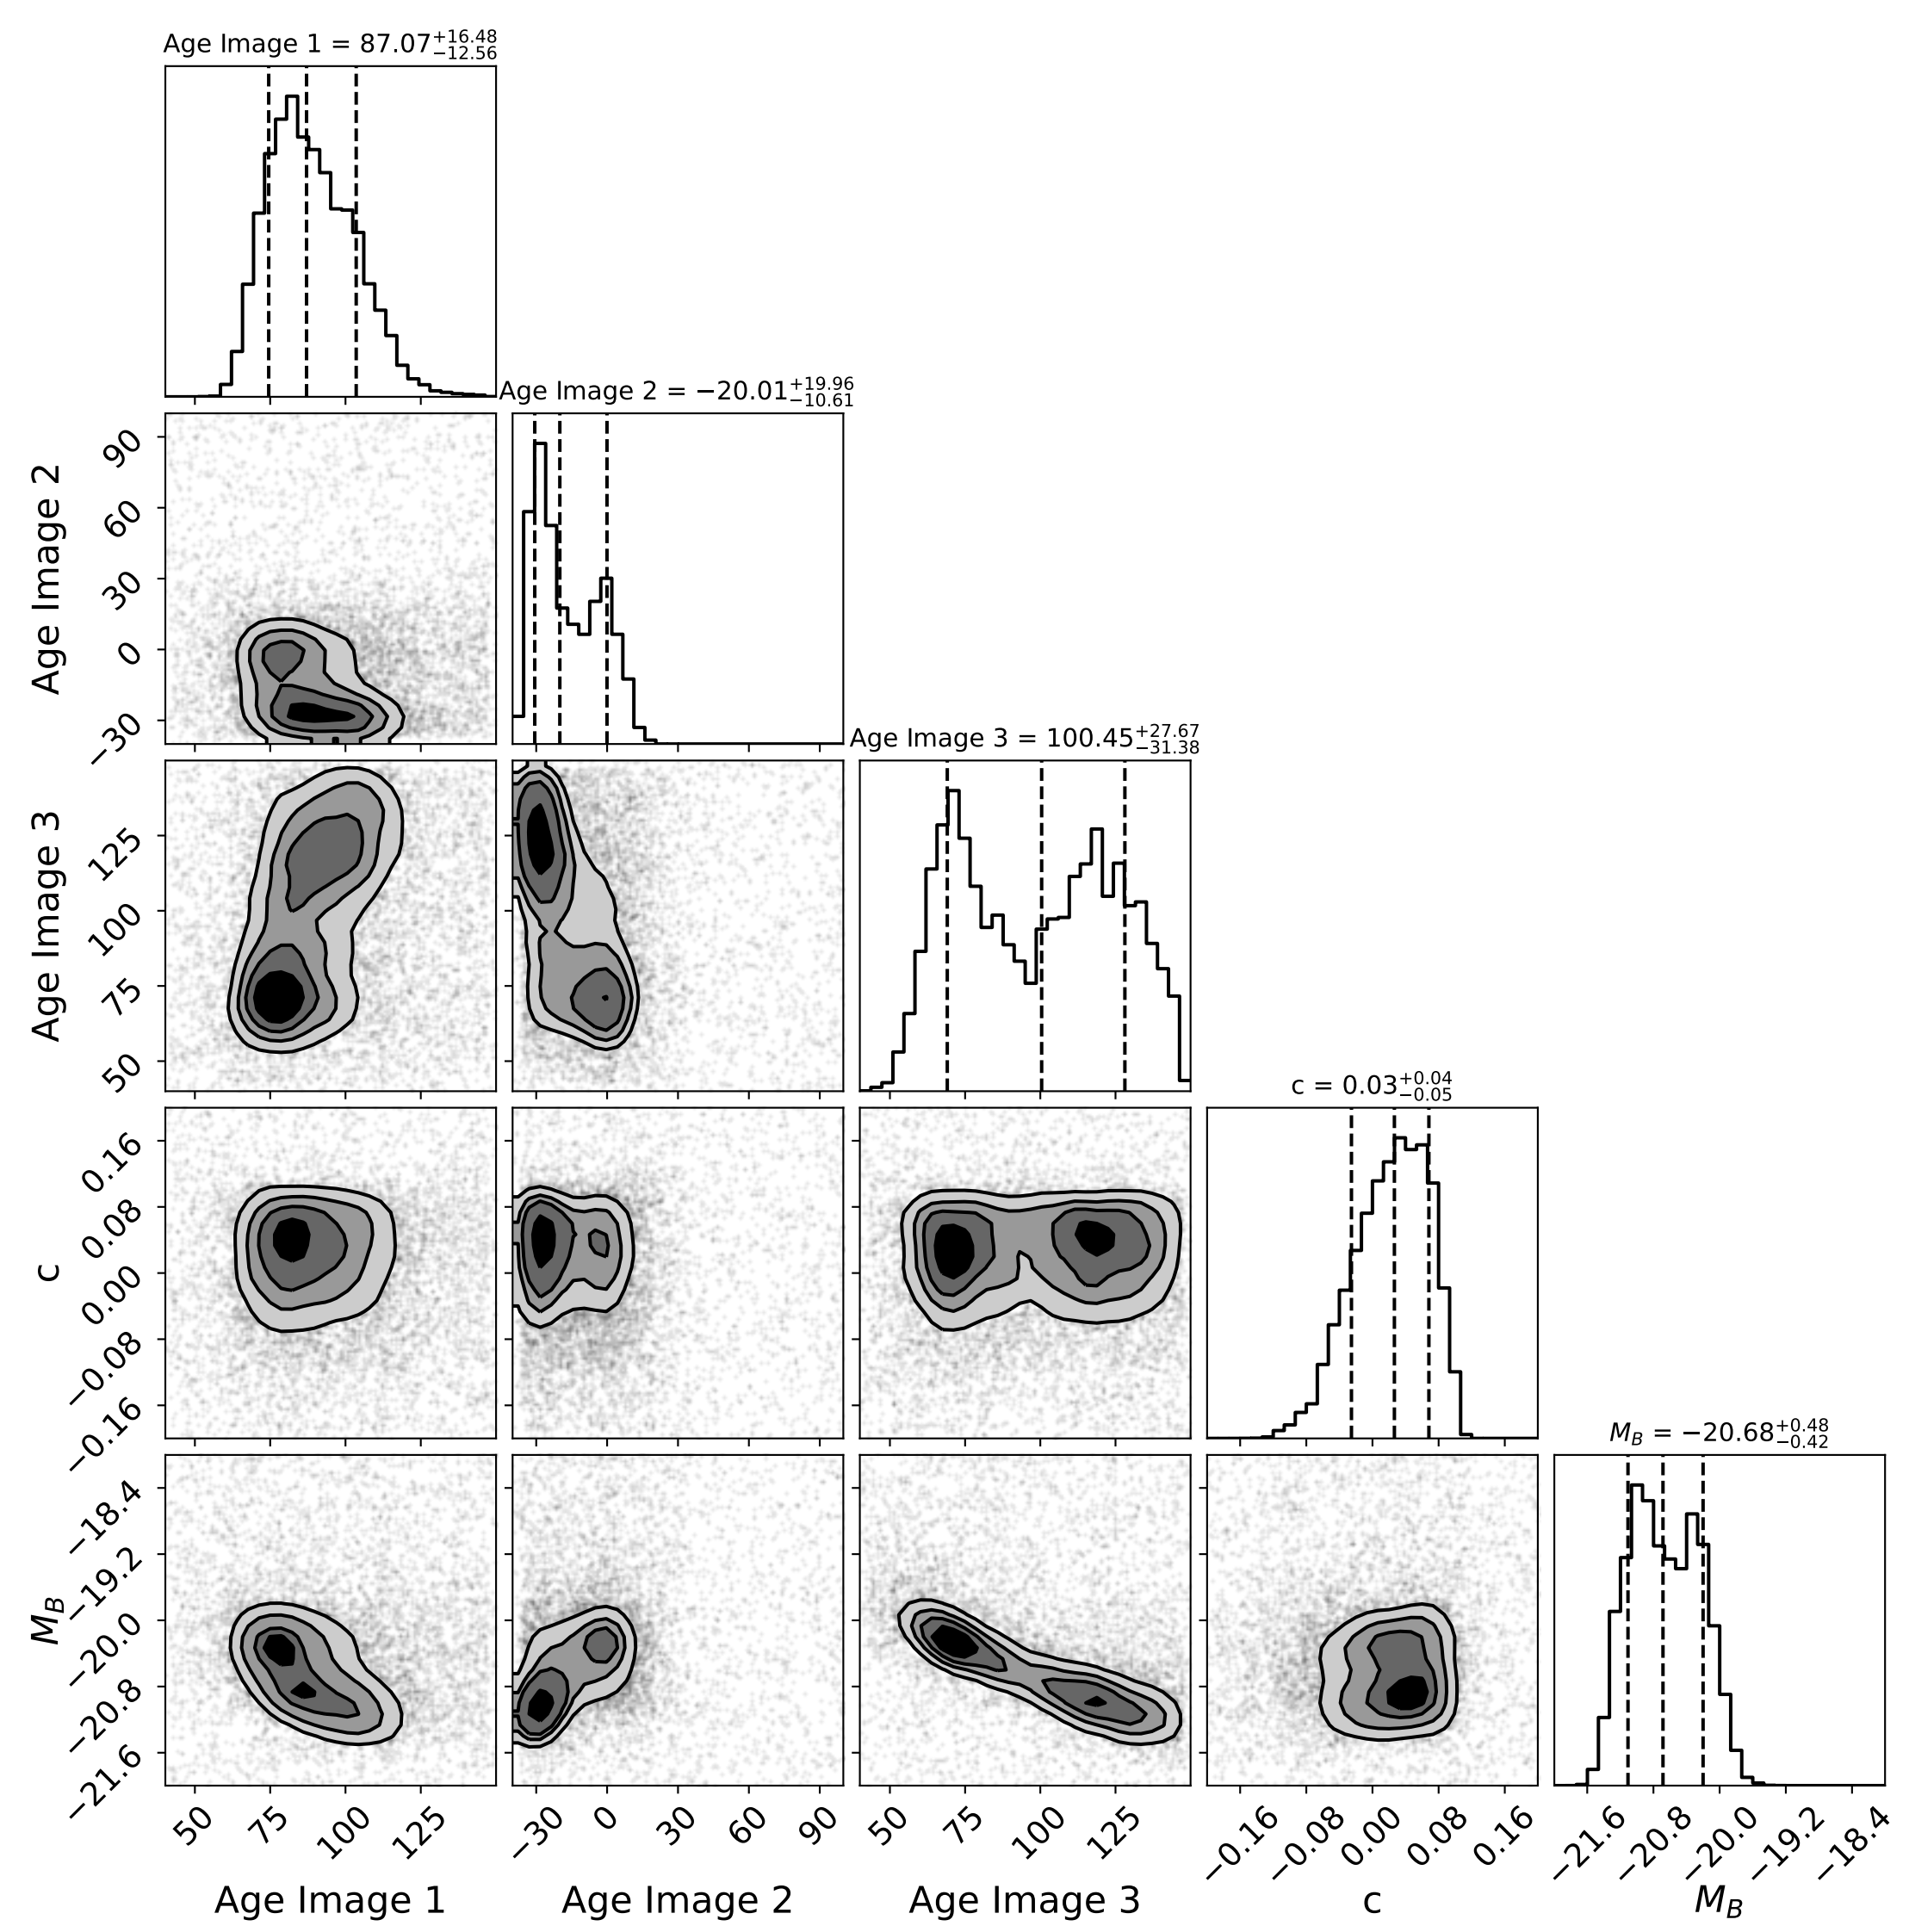 Age Image 1 = 87.07 +16.48 −12.56
Age Image 2 = −20.01 +19.96 −10.61
Age Image 2
90
60
30
0
−30
Age Image 3 = 100.45 +27.67 −31.38
Age Image 3
125
100
75
50
c = 0.03 +0.04 −0.05
c
0.16
0.08
0.00
−0.08
−0.16
M_B = −20.68 +0.48 −0.42
M_B
−18.4
−19.2
−20.0
−20.8
−21.6
50 75 100 125
−30 0 30 60 90
50 75 100 125
−0.16 −0.08 0.00 0.08 0.16
−21.6 −20.8 −20.0 −19.2 −18.4
Age Image 1
Age Image 2
Age Image 3
c
M_B